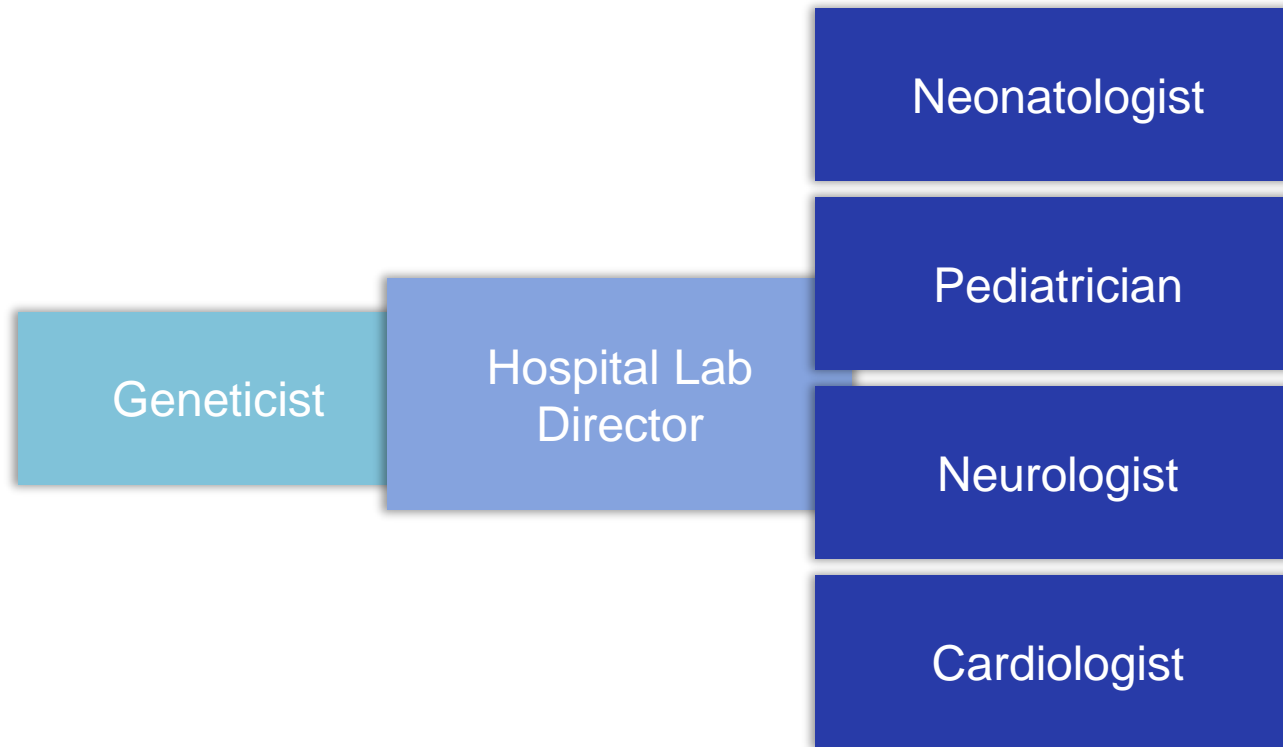 Geneticist
Hospital Lab
Director
Neonatologist
Pediatrician
Neurologist
Cardiologist